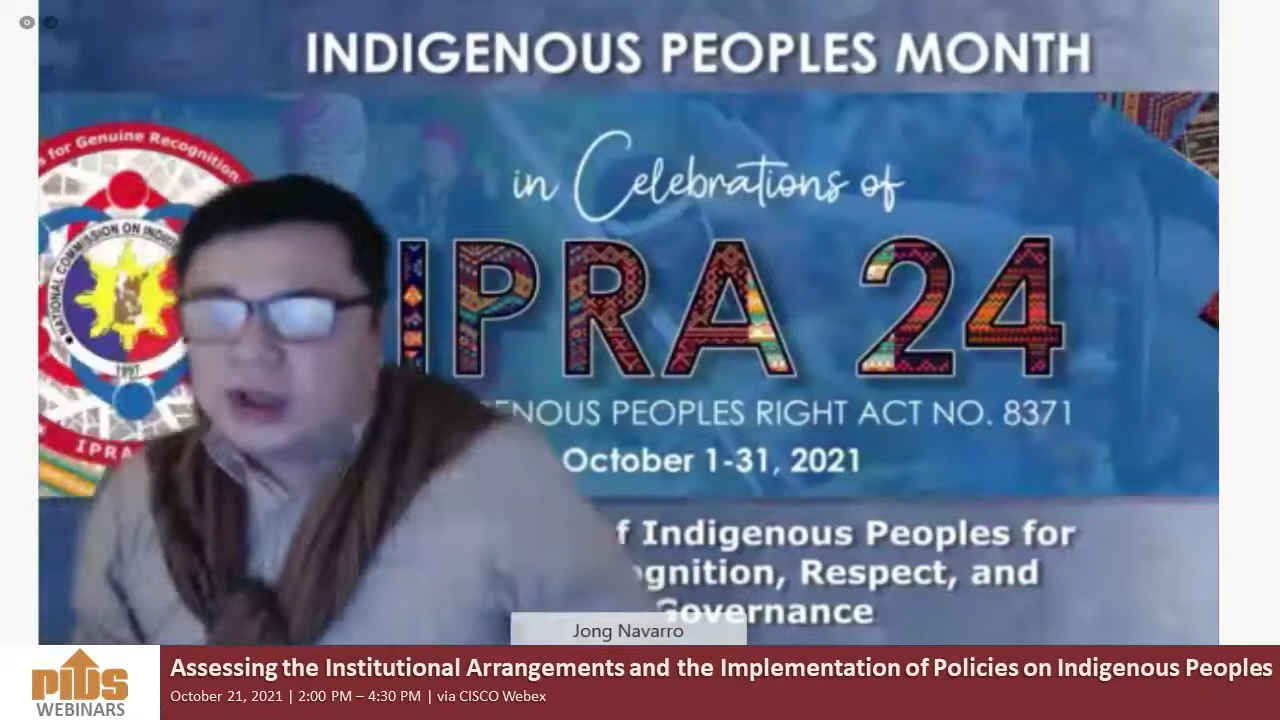 INDIGENOUS PEOPLES MONTH
s for Genuine Recognition
in Celebrations of
NATIONAL COMMISSION ON
1997
IPRA
IPRA 24
PEOPLES RIGHT ACT NO. 8371
October 1-31, 2021
Indigenous Peoples for
Respect, and
Governance
Jong Navarro
pids
WEBINARS
Assessing the Institutional Arrangements and the Implementation of Policies on Indigenous Peoples
October 21, 2021 | 2:00 PM – 4:30 PM | via CISCO Webex